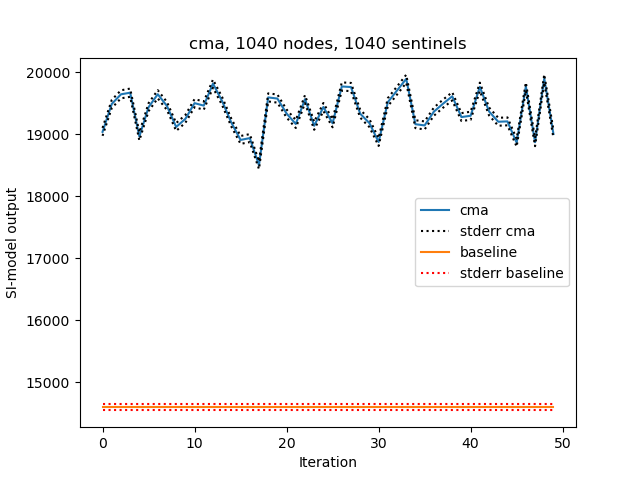 cma, 1040 nodes, 1040 sentinels
20000
19000
18000
17000
16000
15000
SI-model output
cma
stderr cma
baseline
stderr baseline
0 10 20 30 40 50
Iteration